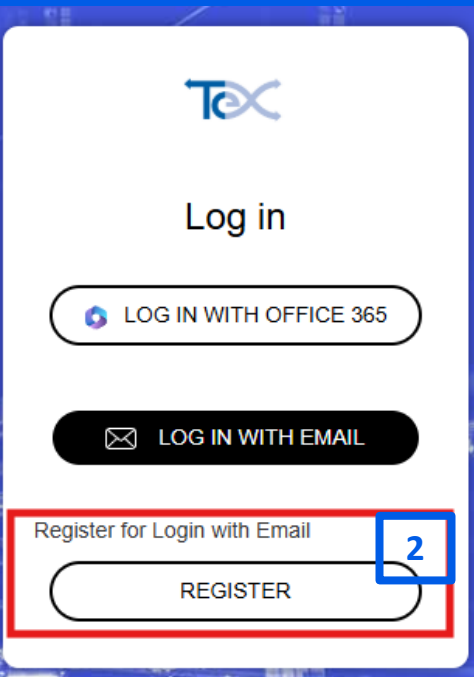 TeX
Log in
LOG IN WITH OFFICE 365
LOG IN WITH EMAIL
Register for Login with Email
2
REGISTER